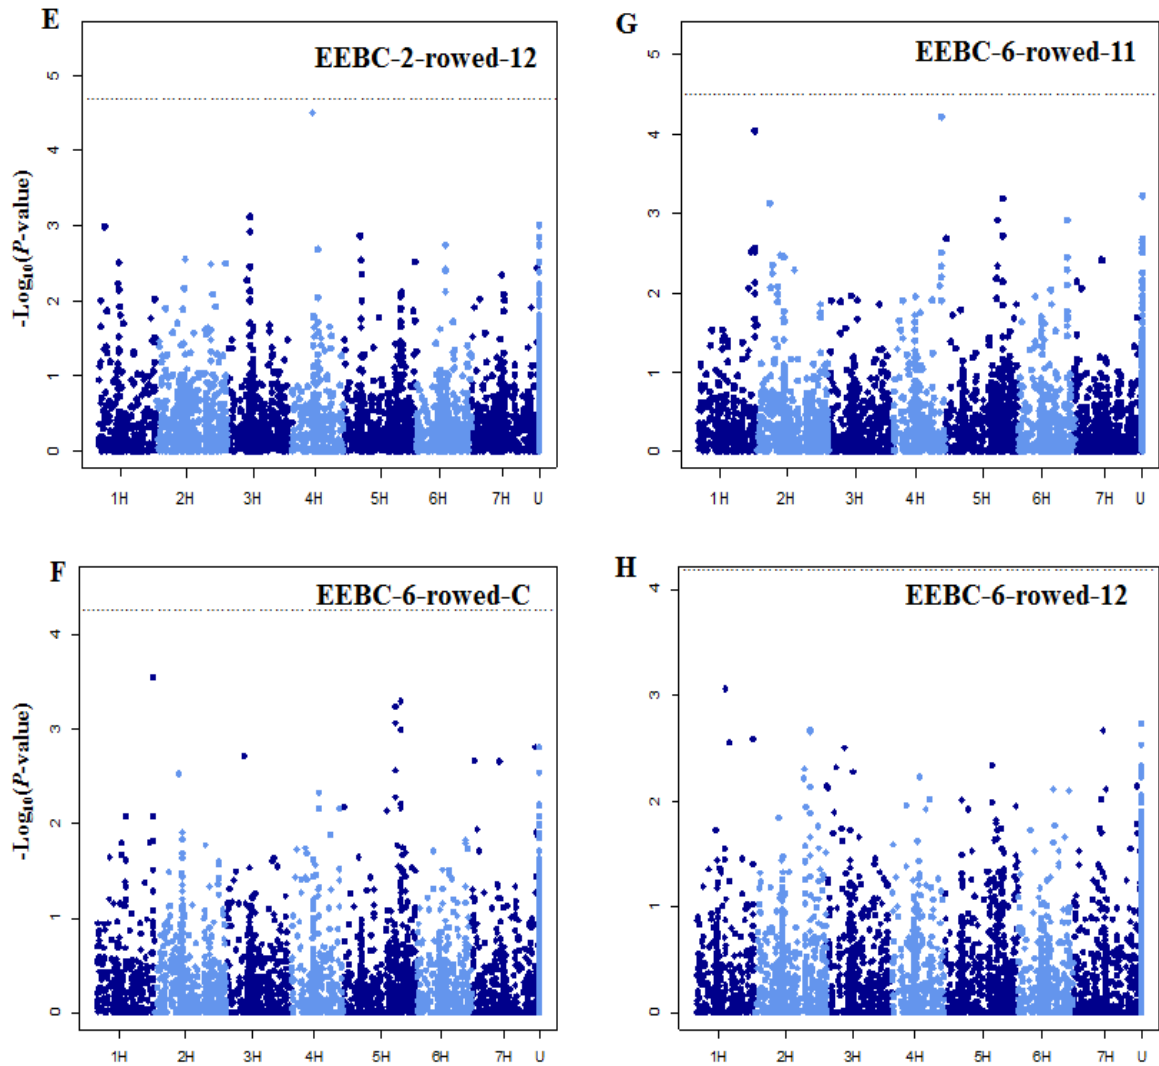 E
EEBC-2-rowed-12
-Log10(P-value)
5
4
3
2
1
0
1H 2H 3H 4H 5H 6H 7H U
G
EEBC-6-rowed-11
5
4
3
2
1
0
1H 2H 3H 4H 5H 6H 7H U
F
EEBC-6-rowed-C
-Log10(P-value)
4
3
2
1
0
1H 2H 3H 4H 5H 6H 7H U
H
EEBC-6-rowed-12
4
3
2
1
0
1H 2H 3H 4H 5H 6H 7H U